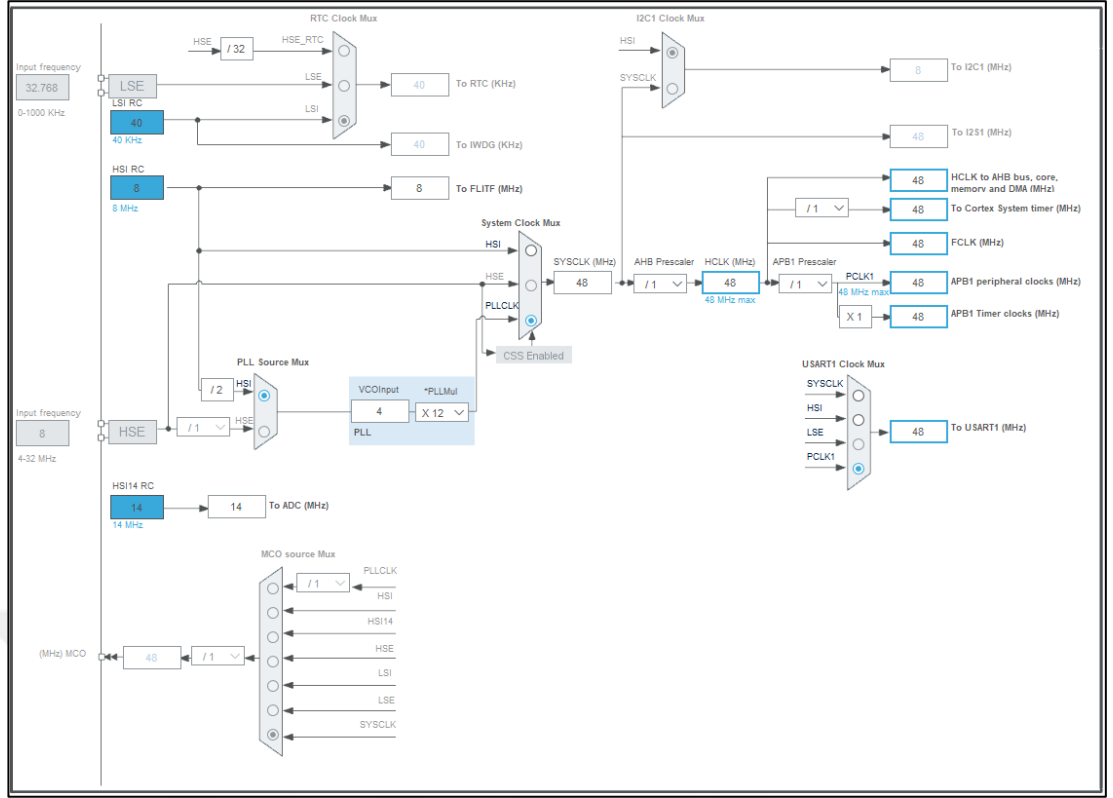 RTC Clock Mux
I2C1 Clock Mux
HSE
/ 32
HSE_RTC
HSI
Input frequency
32.768
0-1000 KHz
LSE
LSE
40
To RTC (KHz)
SYSCLK
8
To I2C1 (MHz)
LSI RC
40
40 KHz
LSI
40
To IWDG (KHz)
48
To I2S1 (MHz)
HSI RC
8
8 MHz
8
To FLITF (MHz)
48
HCLK to AHB bus, core,
memory and DMA (MHz)
/ 1
48
To Cortex System timer (MHz)
System Clock Mux
HSI
48
FCLK (MHz)
HSE
SYSCLK (MHz)
48
AHB Prescaler
/ 1
HCLK (MHz)
48
48 MHz max
APB1 Prescaler
/ 1
PCLK1
48 MHz max
48
APB1 peripheral clocks (MHz)
PLLCLK
X 1
48
APB1 Timer clocks (MHz)
CSS Enabled
PLL Source Mux
USART1 Clock Mux
/ 2
HSI
VCOInput
4
*PLLMul
X 12
PLL
SYSCLK
HSI
LSE
PCLK1
48
To USART1 (MHz)
Input frequency
8
4-32 MHz
HSE
/ 1
HSE
HSI14 RC
14
14 MHz
14
To ADC (MHz)
MCO source Mux
PLLCLK
/ 1
HSI
HSI14
HSE
LSI
LSE
SYSCLK
(MHz) MCO
48
/ 1